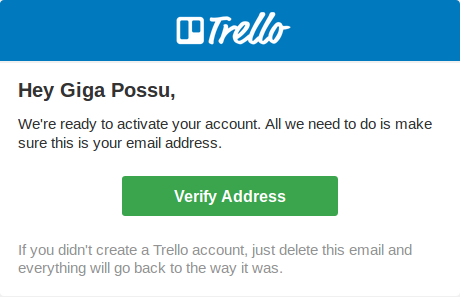 Trello
Hey Giga Possu,
We're ready to activate your account. All we need to do is make
sure this is your email address.
Verify Address
If you didn't create a Trello account, just delete this email and
everything will go back to the way it was.